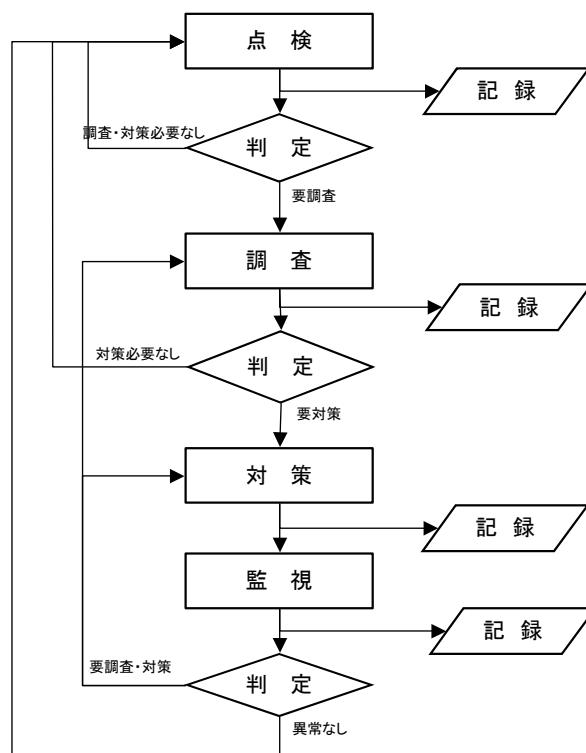 点 検
記 録
調査・対策必要なし
判 定
要調査
調 査
記 録
対策必要なし
判 定
要対策
対 策
記 録
監 視
記 録
要調査・対策
判 定
異常なし